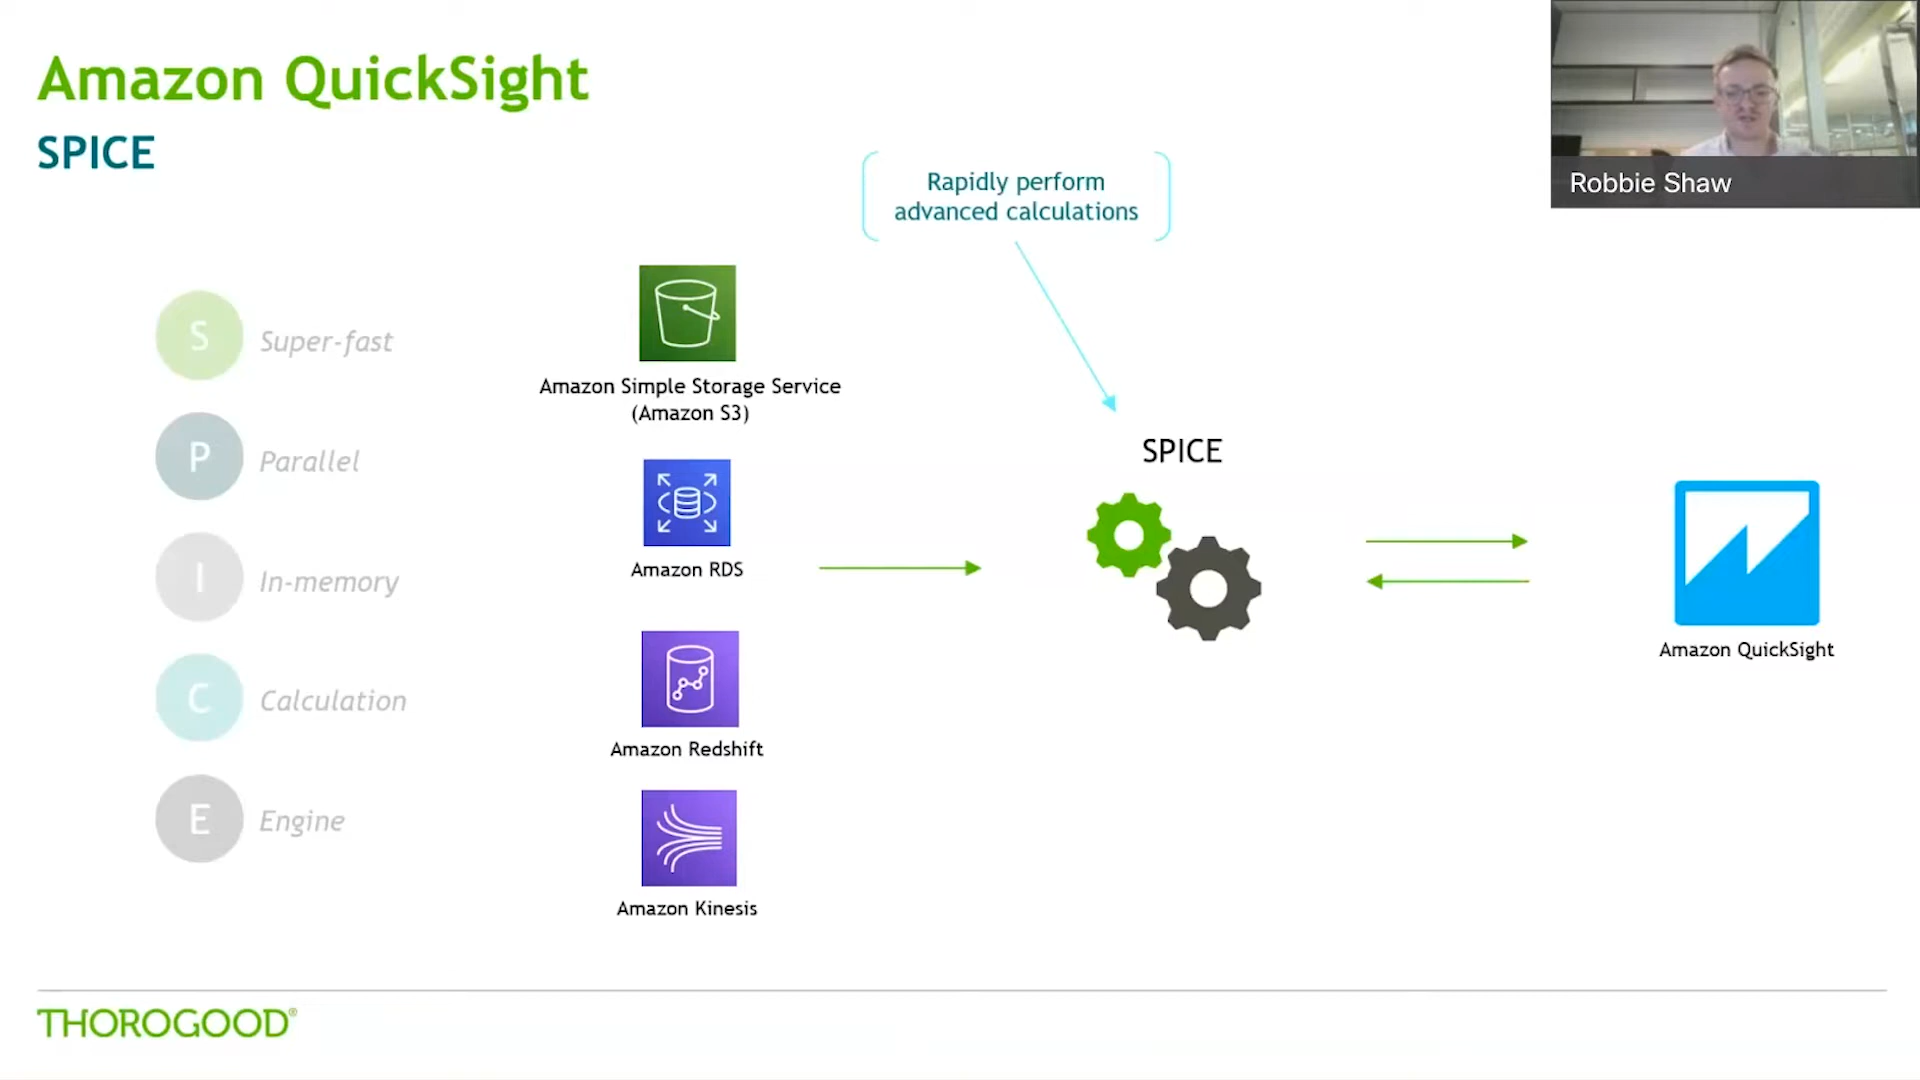 Amazon QuickSight
SPICE
Robbie Shaw
Rapidly perform
advanced calculations
S Super-fast
P Parallel
I In-memory
C Calculation
E Engine
Amazon Simple Storage Service
(Amazon S3)
Amazon RDS
Amazon Redshift
Amazon Kinesis
SPICE
Amazon QuickSight
THOROGOOD®